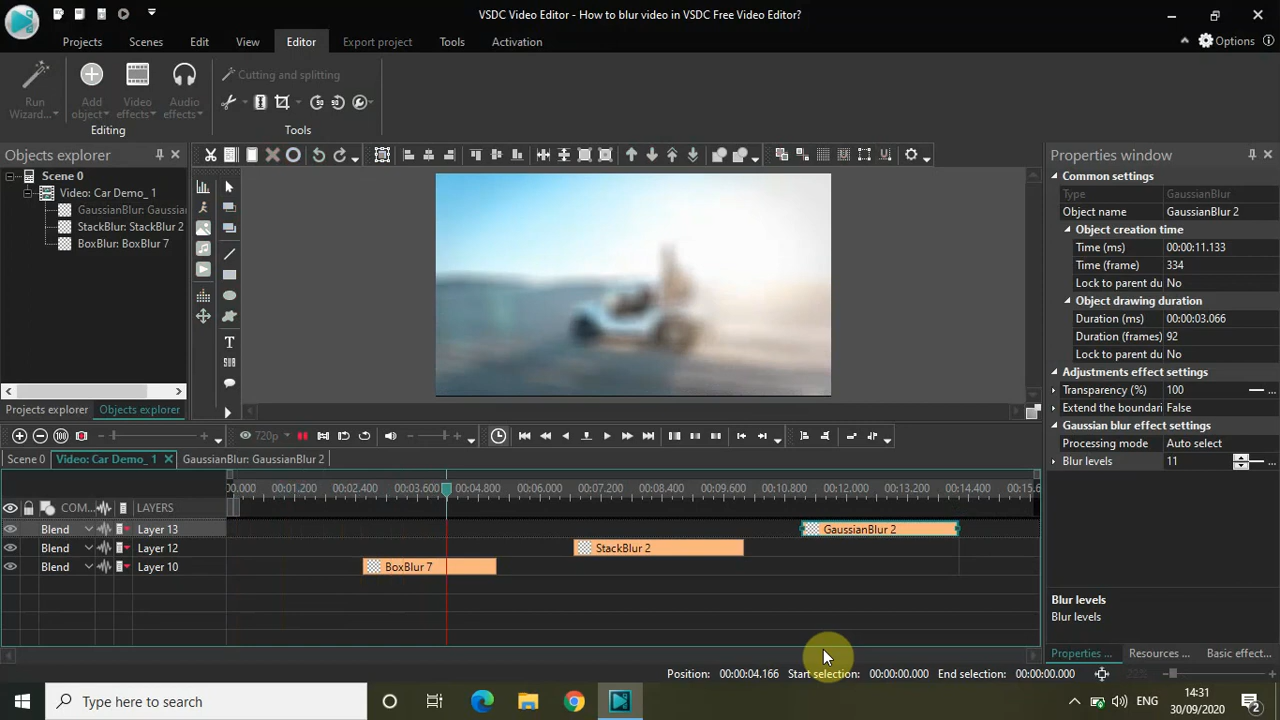 VSDC Video Editor - How to blur video in VSDC Free Video Editor?
Projects Scenes Edit View Editor Export project Tools Activation
Options
Run Wizard...
Add object
Video effects
Audio effects
Editing
Cutting and splitting
Tools
Objects explorer
Scene 0
Video: Car Demo_ 1
GaussianBlur: Gaussian
StackBlur: StackBlur 2
BoxBlur: BoxBlur 7
Projects explorer Objects explorer
T
Properties window
Common settings
Type GaussianBlur
Object name GaussianBlur 2
Object creation time
Time (ms) 00:00:11.133
Time (frame) 334
Lock to parent du No
Object drawing duration
Duration (ms) 00:00:03.066
Duration (frames) 92
Lock to parent du No
Adjustments effect settings
Transparency (%) 100 ...
Extend the boundari False
Gaussian blur effect settings
Processing mode Auto select
Blur levels 11 ...
Blur levels
Blur levels
Properties ... Resources ... Basic effect...
720p
Scene 0 Video: Car Demo_ 1 GaussianBlur: GaussianBlur 2
0.000 00:01.200 00:02.400 00:03.600 00:04.800 00:06.000 00:07.200 00:08.400 00:09.600 00:10.800 00:12.000 00:13.200 00:14.400 00:15.6
COM... LAYERS
Blend Layer 13 GaussianBlur 2
Blend Layer 12 StackBlur 2
Blend Layer 10 BoxBlur 7
Position: 00:00:04.166 Start selection: 00:00:00.000 End selection: 00:00:00.000
Type here to search
ENG
14:31
30/09/2020
2